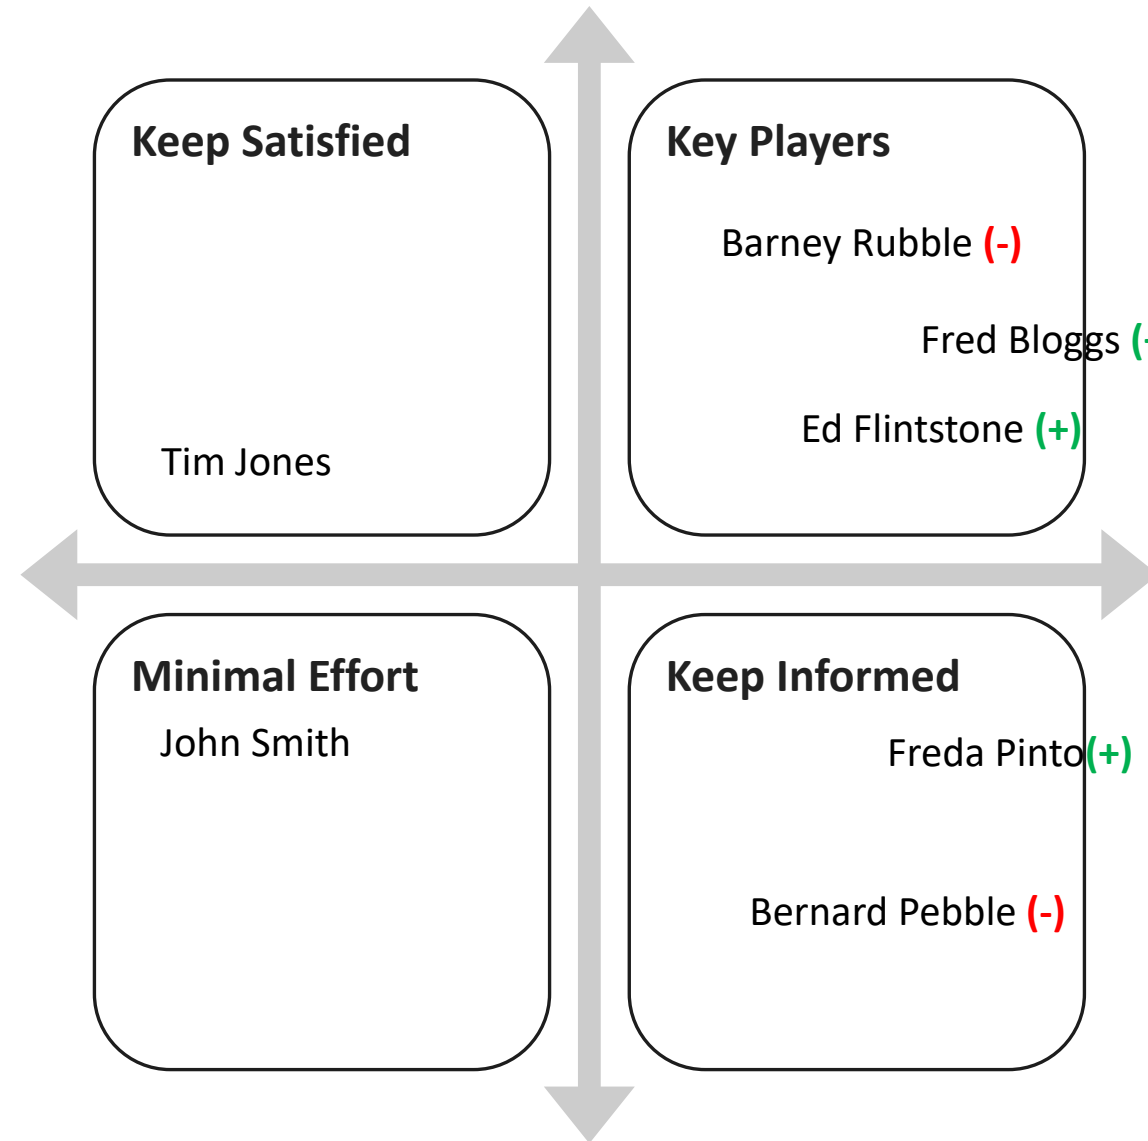 Keep Satisfied
Tim Jones
Key Players
Barney Rubble (-)
Fred Bloggs (
Ed Flintstone (+)
Minimal Effort
John Smith
Keep Informed
Freda Pinto(+)
Bernard Pebble (-)